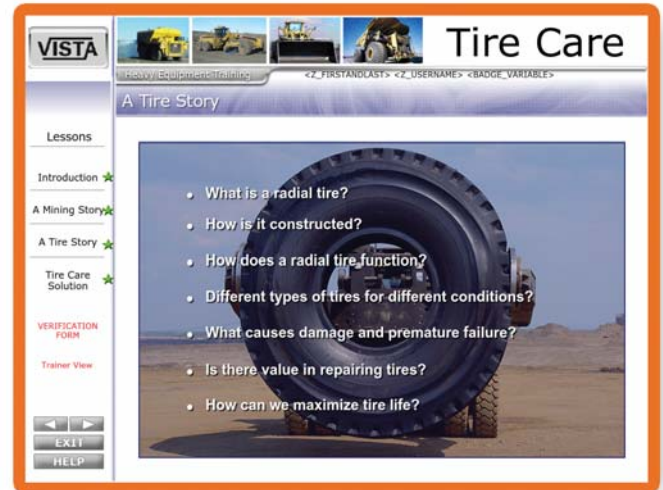 VISTA
Tire Care
Heavy Equipment Training
<Z_FIRSTANDLAST> <Z_USERNAME> <BADGE_VARIABLE>
A Tire Story
Lessons
Introduction
A Mining Story
A Tire Story
Tire Care
Solution
VERIFICATION
FORM
Trainer View
EXIT
HELP
• What is a radial tire?
• How is it constructed?
• How does a radial tire function?
• Different types of tires for different conditions?
• What causes damage and premature failure?
• Is there value in repairing tires?
• How can we maximize tire life?